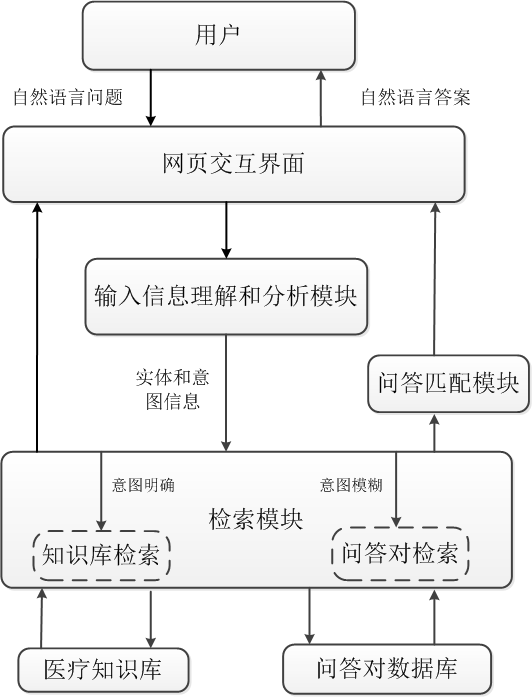 用户
自然语言问题
自然语言答案
网页交互界面
输入信息理解和分析模块
实体和意
图信息
问答匹配模块
意图明确
意图模糊
检索模块
知识库检索
问答对检索
医疗知识库
问答对数据库